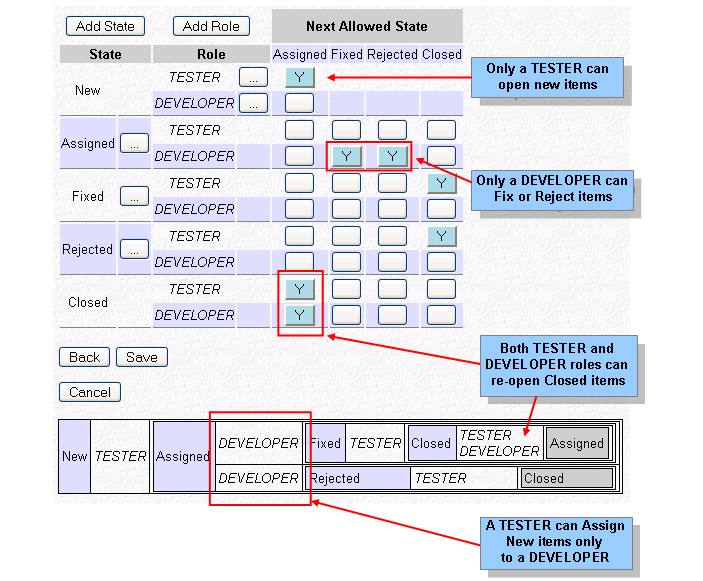 Add State Add Role Next Allowed State
State Role Assigned Fixed Rejected Closed
New TESTER ... Y
DEVELOPER ...
Assigned ... TESTER
DEVELOPER Y Y
Fixed ... TESTER Y
DEVELOPER
Rejected ... TESTER Y
DEVELOPER
Closed TESTER Y
DEVELOPER Y
Only a TESTER can
open new items
Only a DEVELOPER can
Fix or Reject items
Both TESTER and
DEVELOPER roles can
re-open Closed items
Back Save
Cancel
New TESTER Assigned DEVELOPER Fixed TESTER Closed TESTER
DEVELOPER Assigned
DEVELOPER Rejected TESTER Closed
A TESTER can Assign
New items only
to a DEVELOPER